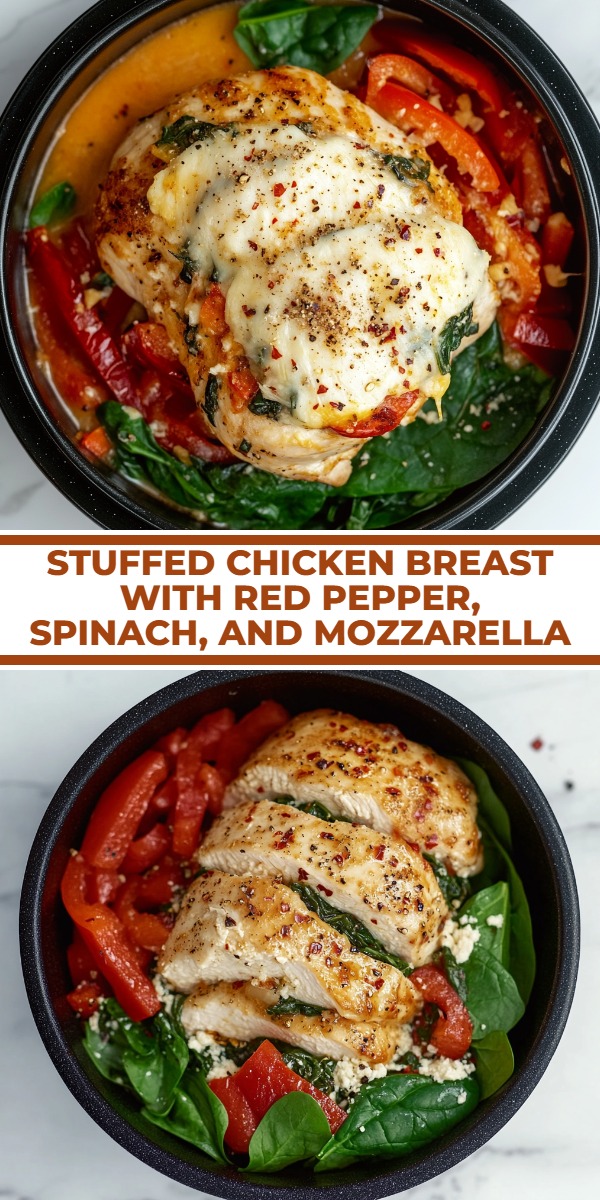 STUFFED CHICKEN BREAST
WITH RED PEPPER,
SPINACH, AND MOZZARELLA